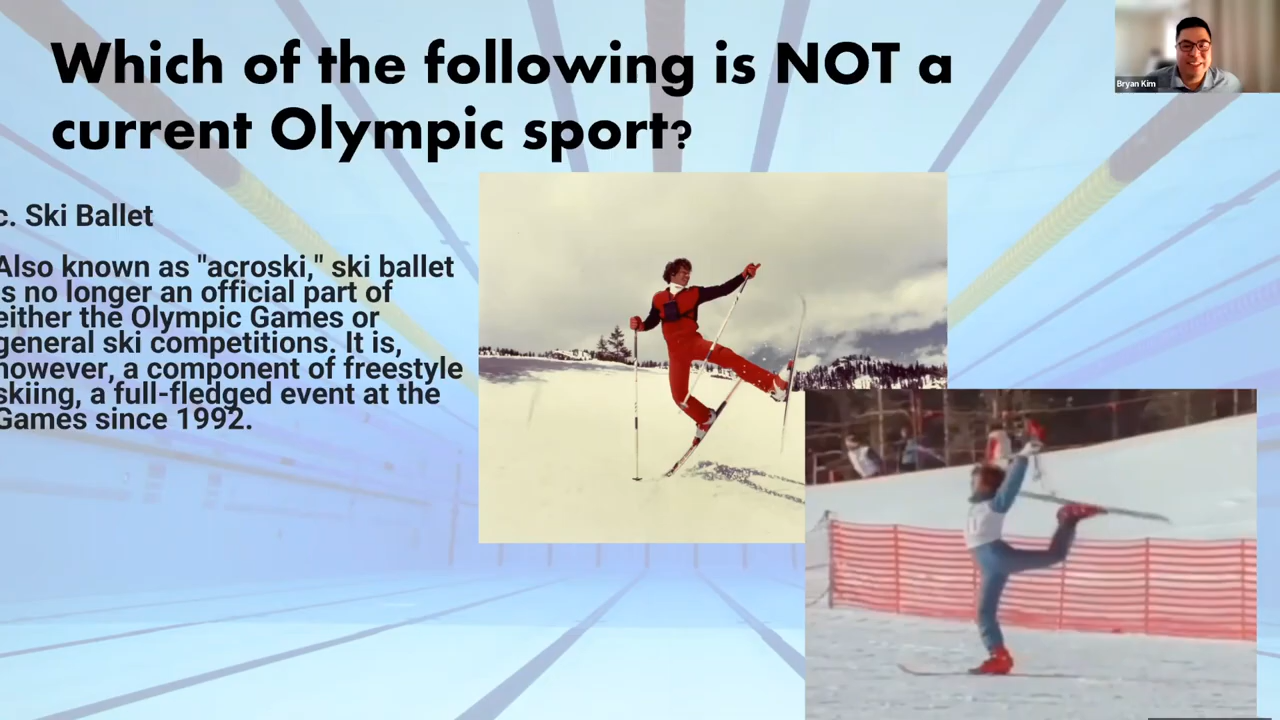 Which of the following is NOT a
current Olympic sport?
Bryan Kim
c. Ski Ballet
Also known as "acroski," ski ballet
is no longer an official part of
either the Olympic Games or
general ski competitions. It is,
however, a component of freestyle
skiing, a full-fledged event at the
Games since 1992.